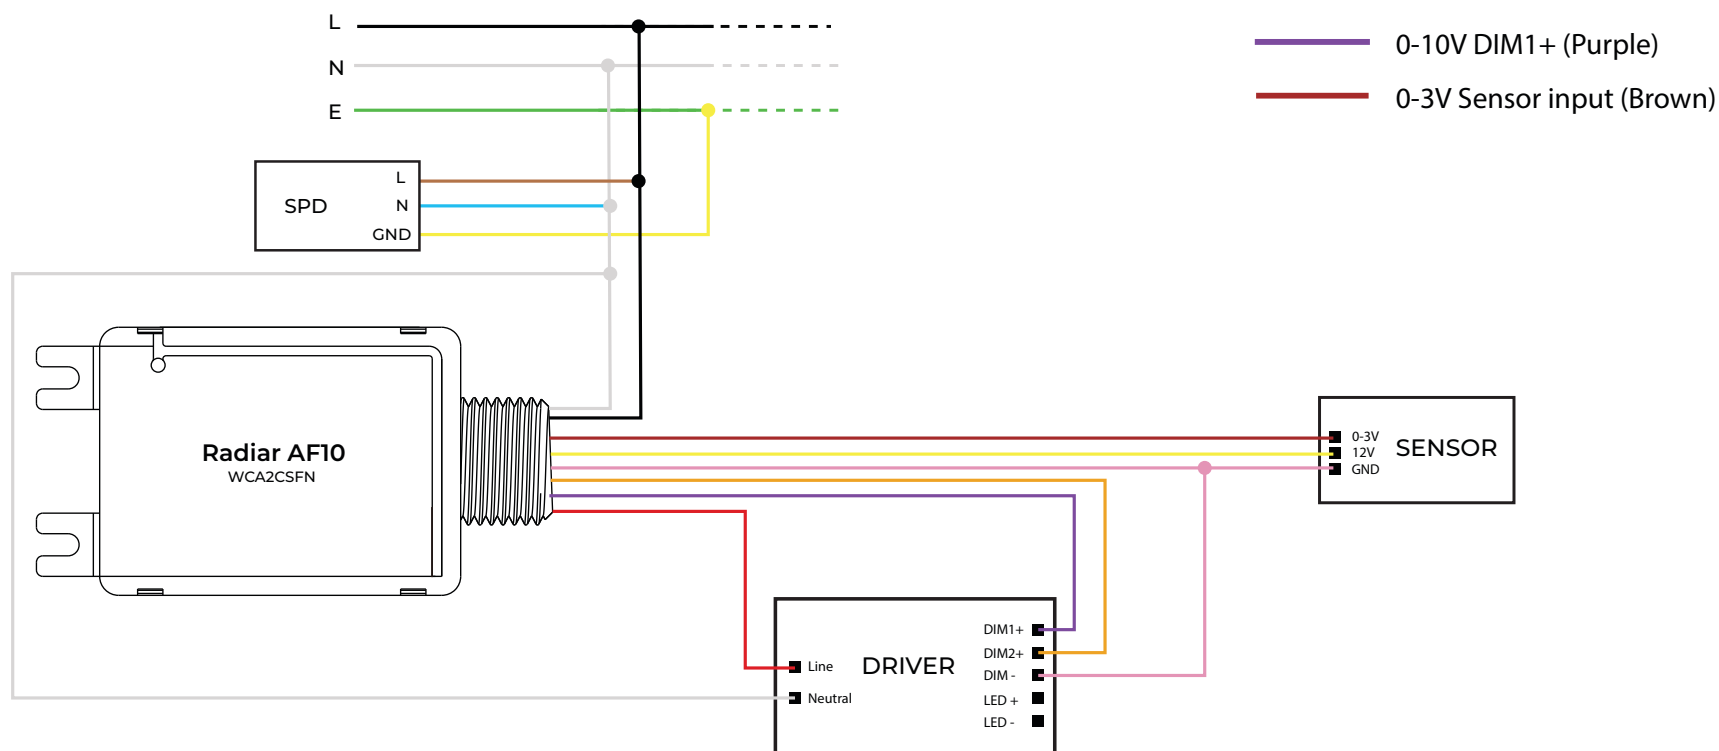 L
N
E
0-10V DIM1+ (Purple)
0-3V Sensor input (Brown)
SPD
L
N
GND
Radiar AF10
WCA2CSFN
0-3V
12V
GND
SENSOR
DRIVER
Line
Neutral
DIM1+
DIM2+
DIM -
LED +
LED -